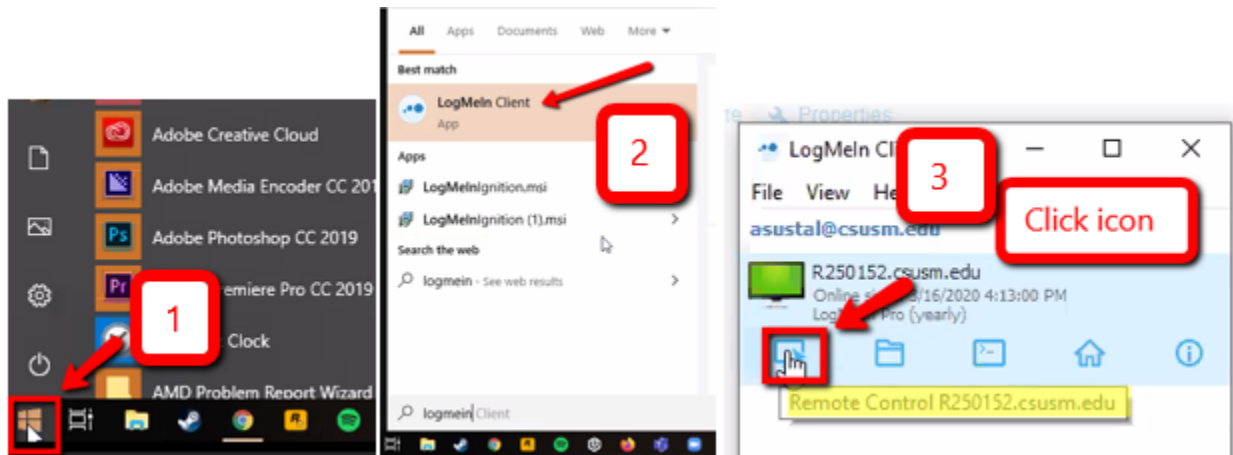 Adobe Creative Cloud
Adobe Media Encoder CC 201
Ps
Adobe Photoshop CC 2019
Pr
emiere Pro CC 2019
1
Clock
AMD Problem Report Wizard
All Apps Documents Web More
Best match
LogMeIn Client
App
2
Apps
LogMeInIgnition.msi
LogMeInIgnition (1).msi
Search the web
logmein - See web results
logmein Client
Properties
LogMeIn Cl
3
File View He
Click icon
asustal@csusm.edu
R250152.csusm.edu
Online si 8/16/2020 4:13:00 PM
Pro (yearly)
Remote Control R250152.csusm.edu